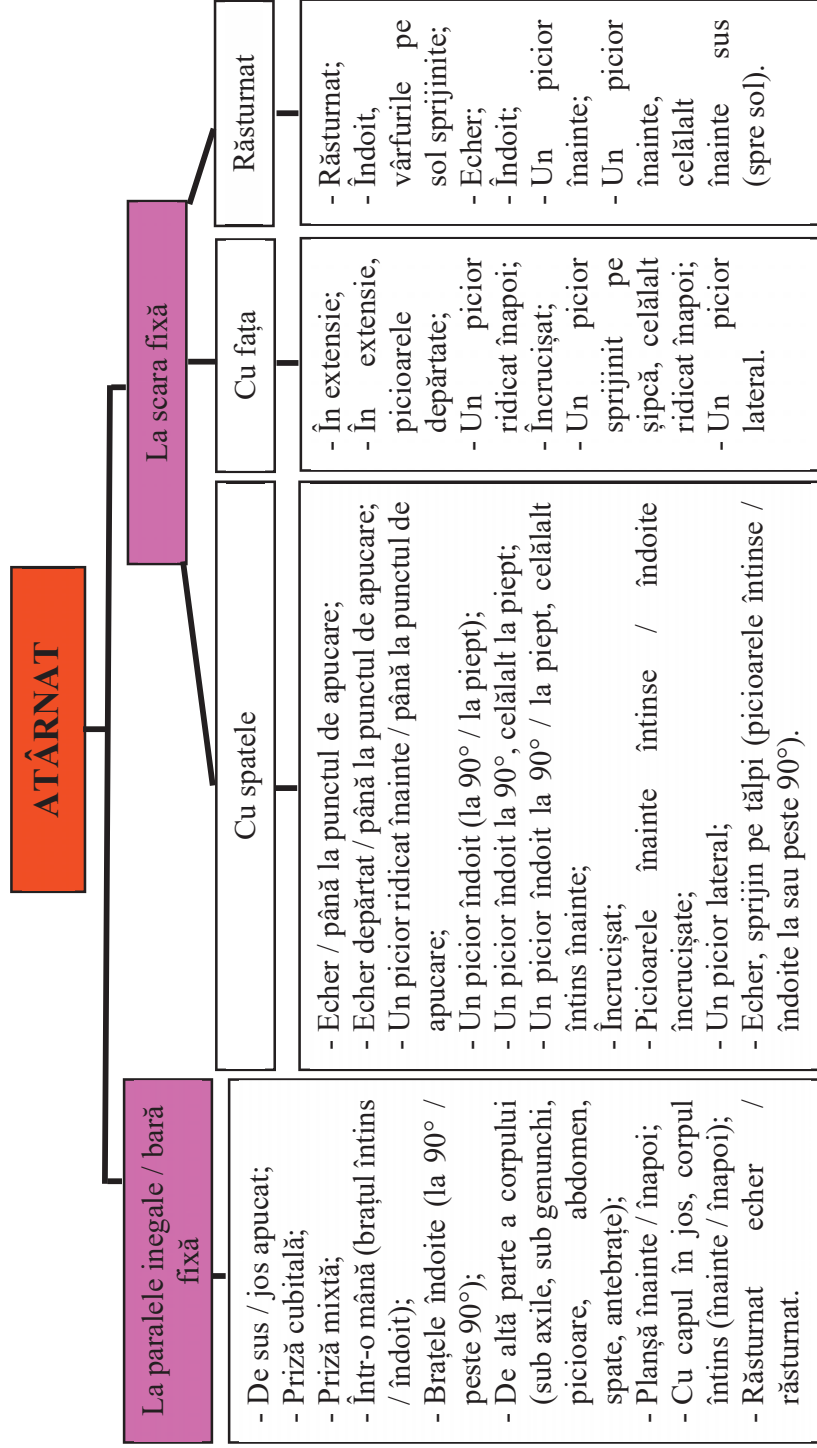 ATÂRNAT
La paralele inegale / bară
fixă
- De sus / jos apucat;
- Priză cubitală;
- Priză mixtă;
- Într-o mână (brațul întins
/ îndoit);
- Brațele îndoite (la 90° /
peste 90°);
- De altă parte a corpului
(sub axile, sub genunchi,
picioare, abdomen,
spate, antebrațe);
- Planșă înainte / înapoi;
- Cu capul în jos, corpul
întins (înainte / înapoi);
- Răsturnat echer /
răsturnat.
La scara fixă
Cu spatele
- Echer / până la punctul de apucare;
- Echer depărtat / până la punctul de apucare;
- Un picior ridicat înainte / până la punctul de
apucare;
- Un picior îndoit (la 90° / la piept);
- Un picior îndoit la 90°, celălalt la piept;
- Un picior îndoit la 90° / la piept, celălalt
întins înainte;
- Încrucișat;
- Picioarele înainte întinse / îndoite
încrucișate;
- Un picior lateral;
- Echer, sprijin pe tălpi (picioarele întinse /
îndoite la sau peste 90°).
Cu fața
- În extensie;
- În extensie,
picioarele
depărtate;
- Un picior
ridicat înapoi;
- Încrucișat;
- Un picior
sprijinit pe
șipcă, celălalt
ridicat înapoi;
- Un picior
lateral.
Răsturnat
- Răsturnat;
- Îndoit,
vârfurile pe
sol sprijinite;
- Echer;
- Îndoit;
- Un picior
înainte;
- Un picior
înainte,
celălalt
înainte sus
(spre sol).